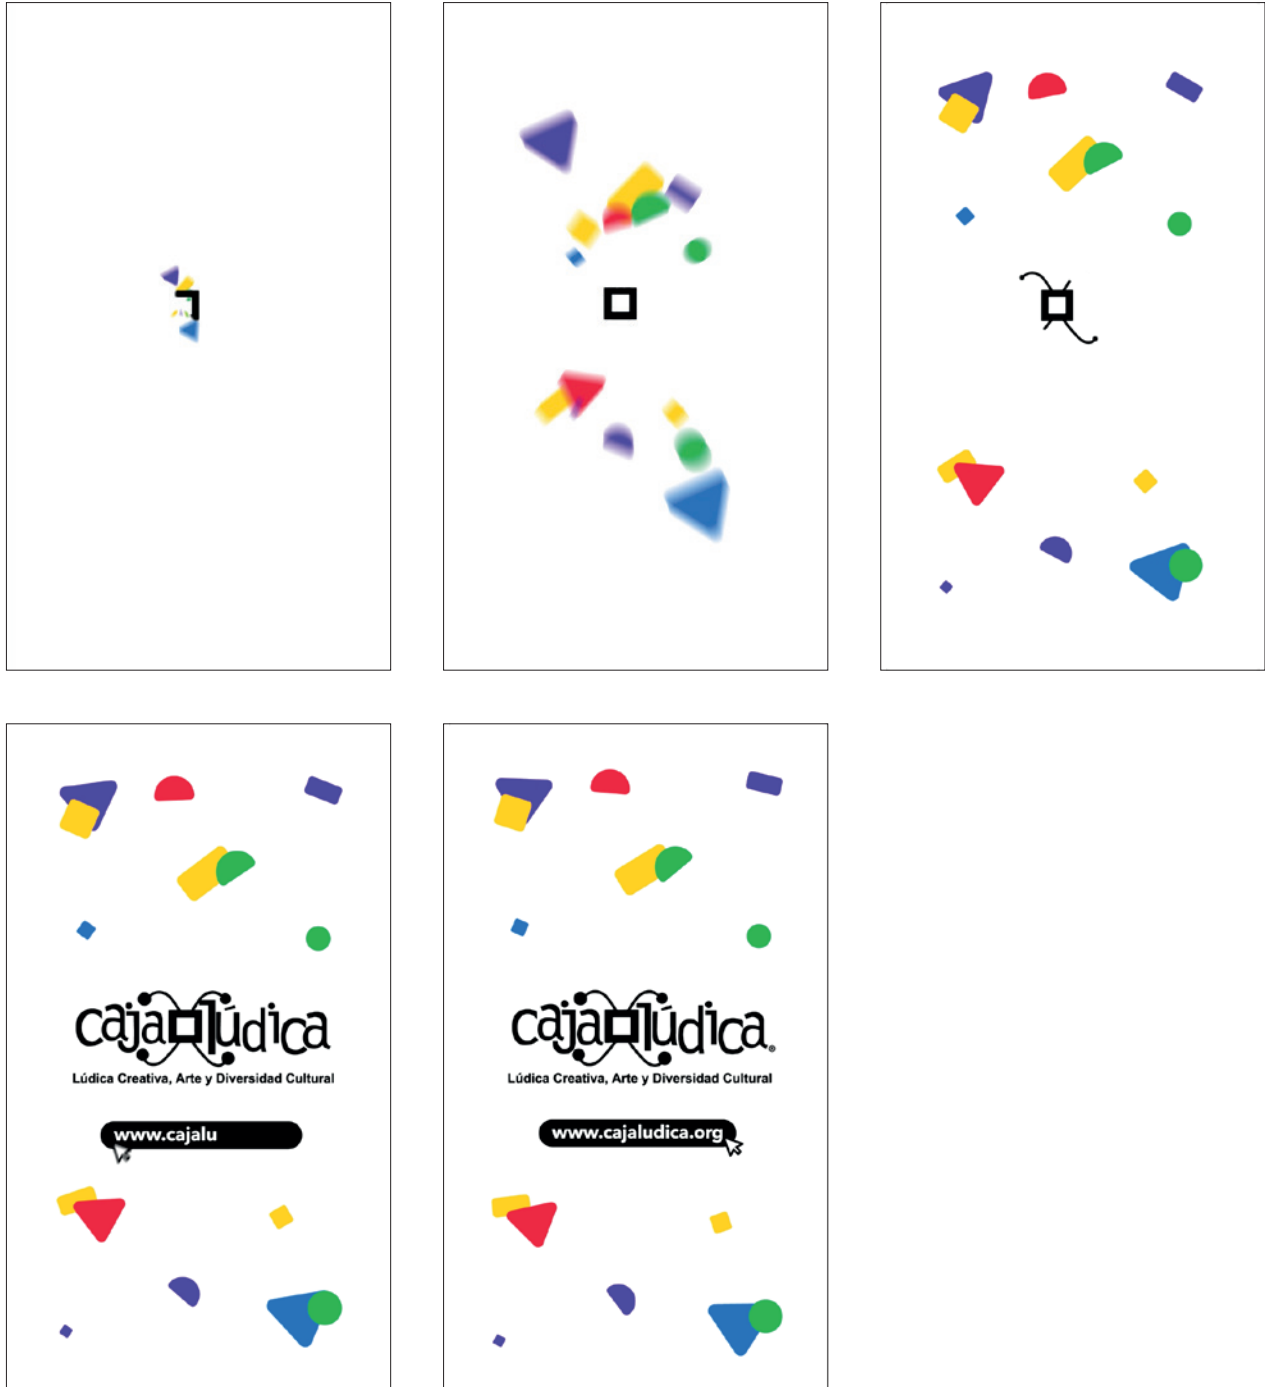 cajalúdica
Lúdica Creativa, Arte y Diversidad Cultural
www.cajalu
cajalúdica®
Lúdica Creativa, Arte y Diversidad Cultural
www.cajaludica.org